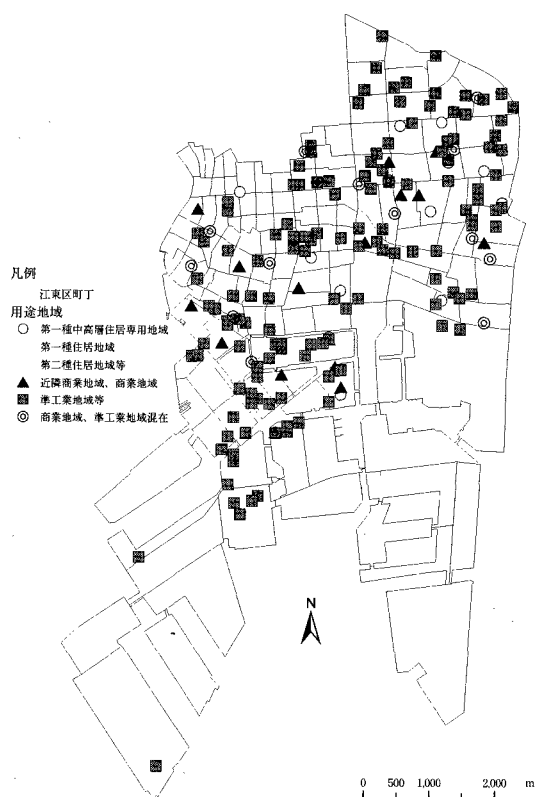 凡例
江東区町丁
用途地域
第一種中高層住居専用地域
第一種住居地域
第二種住居地域等
近隣商業地域、商業地域
準工業地域等
商業地域、準工業地域混在
N
0 500 1,000 2,000 m